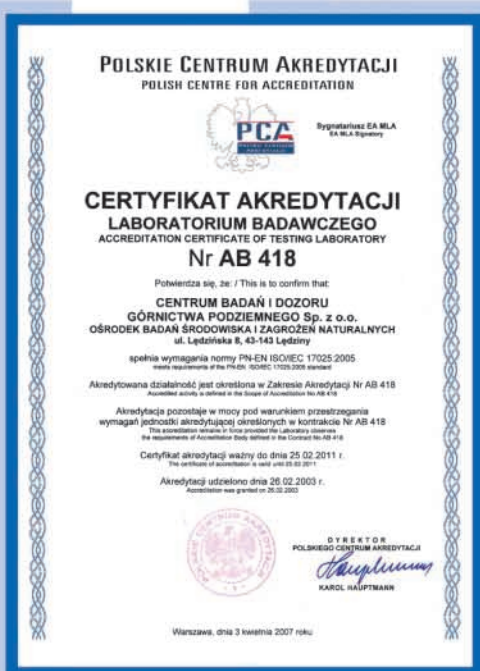 POLSKIE CENTRUM AKREDYTACJI
POLISH CENTRE FOR ACCREDITATION
PCA
POLSKIE CENTRUM
AKREDYTACJI
Sygnatariusz EA MLA
EA MLA Signatory
CERTYFIKAT AKREDYTACJI
LABORATORIUM BADAWCZEGO
ACCREDITATION CERTIFICATE OF TESTING LABORATORY
Nr AB 418
Potwierdza się, że: / This is to confirm that:
CENTRUM BADAŃ I DOZORU
GÓRNICTWA PODZIEMNEGO Sp. z o.o.
OŚRODEK BADAŃ ŚRODOWISKA I ZAGROŻEŃ NATURALNYCH
ul. Lędzińska 8, 43-143 Lędziny
spełnia wymagania normy PN-EN ISO/IEC 17025:2005
meets requirements of the PN-EN ISO/IEC 17025:2005 standard
Akredytowana działalność jest określona w Zakresie Akredytacji Nr AB 418
Accredited activity is defined in the Scope of Accreditation No AB 418
Akredytacja pozostaje w mocy pod warunkiem przestrzegania
wymagań jednostki akredytującej określonych w kontrakcie Nr AB 418
This accreditation remains in force provided the Laboratory observes
the requirements of Accreditation Body defined in the Contract No AB 418
Certyfikat akredytacji ważny do dnia 25.02.2011 r.
The certificate of accreditation is valid until 25.02.2011
Akredytacji udzielono dnia 26.02.2003 r.
Accreditation was granted on 26.02.2003
POLSKIE CENTRUM AKREDYTACJI
DYREKTOR
POLSKIEGO CENTRUM AKREDYTACJI
Hauptmann
KAROL HAUPTMANN
Warszawa, dnia 3 kwietnia 2007 roku